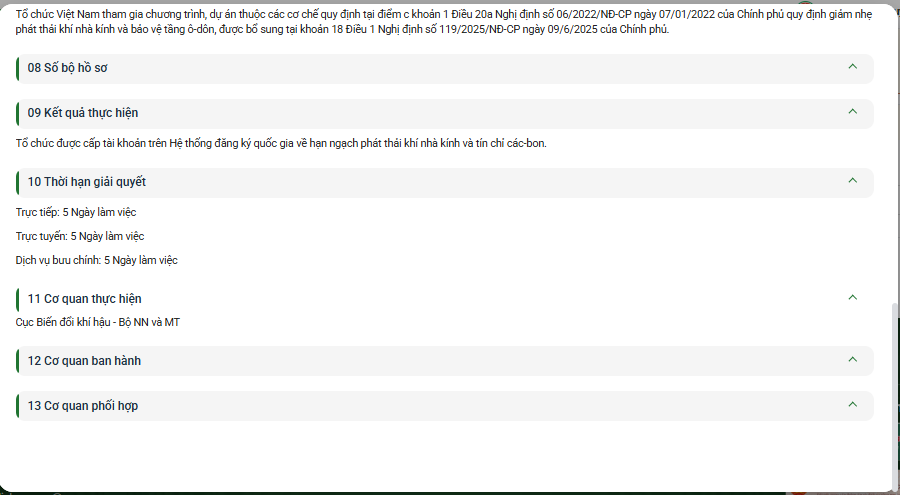 Tổ chức Việt Nam tham gia chương trình, dự án thuộc các cơ chế quy định tại điểm c khoản 1 Điều 20a Nghị định số 06/2022/NĐ-CP ngày 07/01/2022 của Chính phủ quy định giảm nhẹ
phát thải khí nhà kính và bảo vệ tầng ô-dôn, được bổ sung tại khoản 18 Điều 1 Nghị định số 119/2025/NĐ-CP ngày 09/6/2025 của Chính phủ.
08 Số bộ hồ sơ
09 Kết quả thực hiện
Tổ chức được cấp tài khoản trên Hệ thống đăng ký quốc gia về hạn ngạch phát thải khí nhà kính và tín chỉ các-bon.
10 Thời hạn giải quyết
Trực tiếp: 5 Ngày làm việc
Trực tuyến: 5 Ngày làm việc
Dịch vụ bưu chính: 5 Ngày làm việc
11 Cơ quan thực hiện
Cục Biến đổi khí hậu - Bộ NN và MT
12 Cơ quan ban hành
13 Cơ quan phối hợp